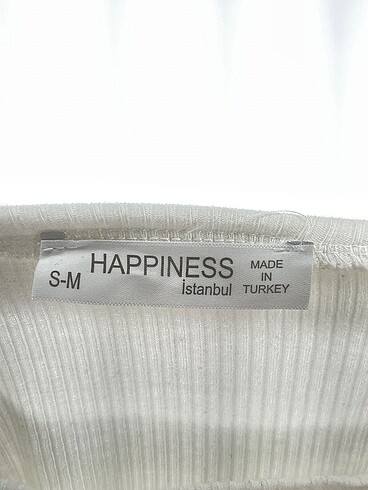 S-M
HAPPINESS
İstanbul
MADE
IN
TURKEY